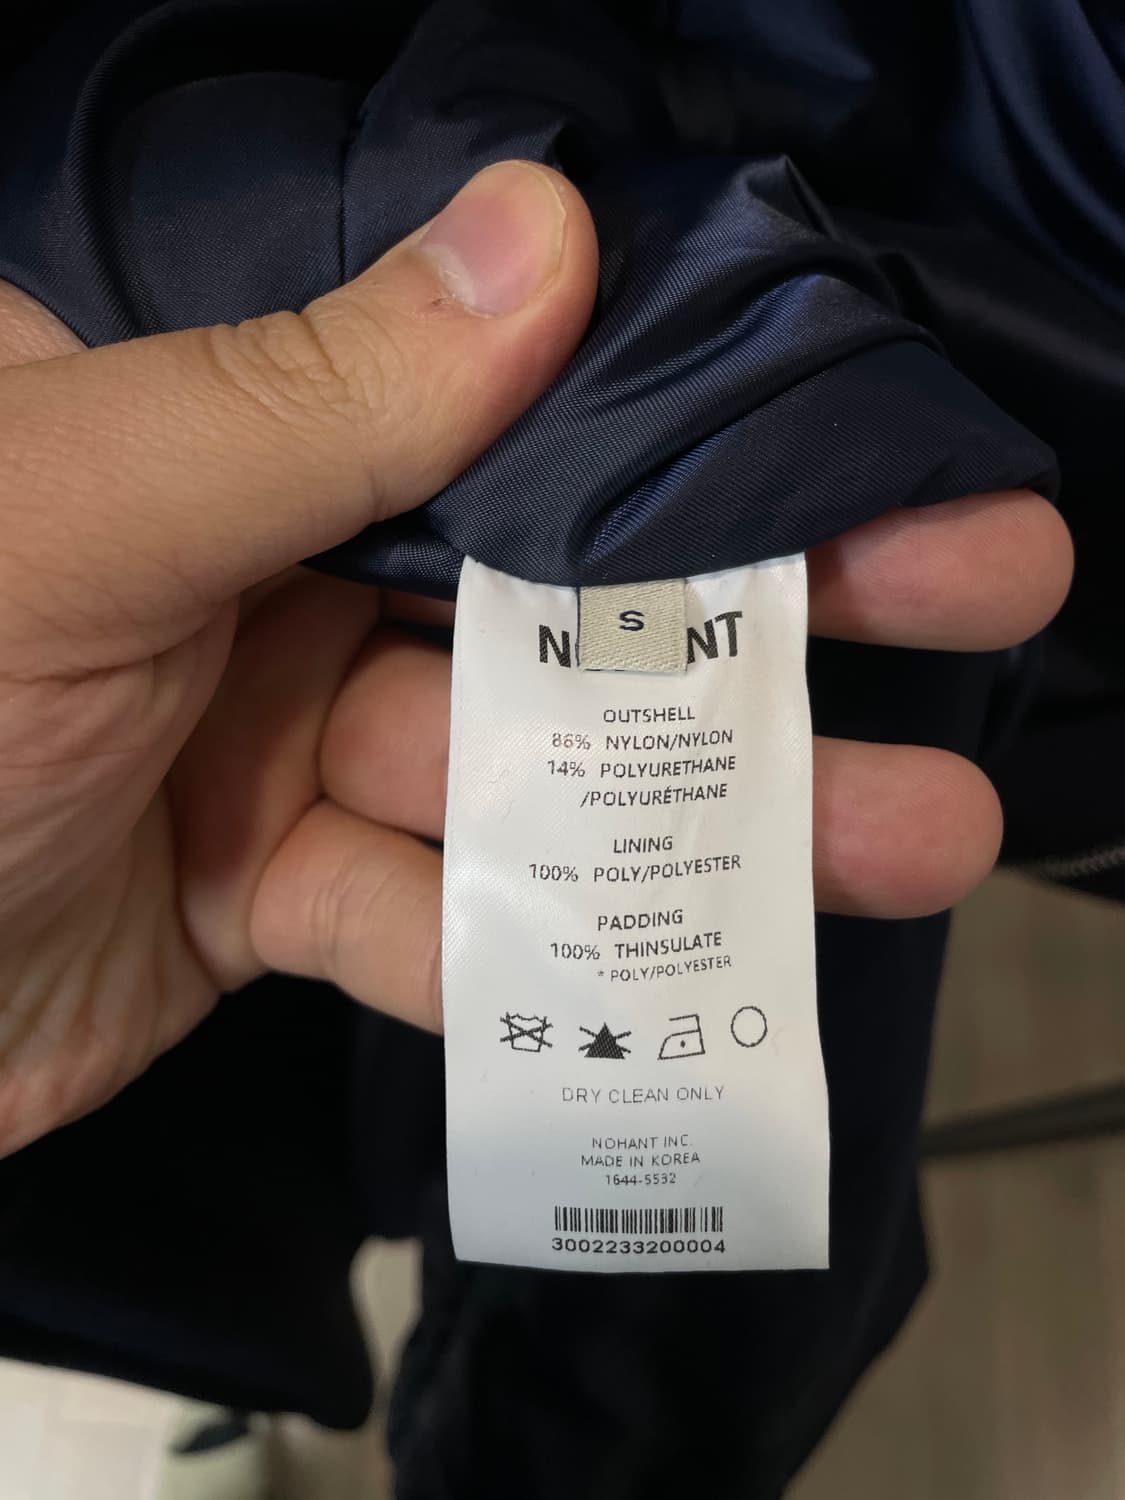 S
OUTSHELL
86% NYLON/NYLON
14% POLYURETHANE
/POLYURÉTHANE
LINING
100% POLY/POLYESTER
PADDING
100% THINSULATE
* POLY/POLYESTER
DRY CLEAN ONLY
NOHANT INC.
MADE IN KOREA
1644-5532
3002233200004